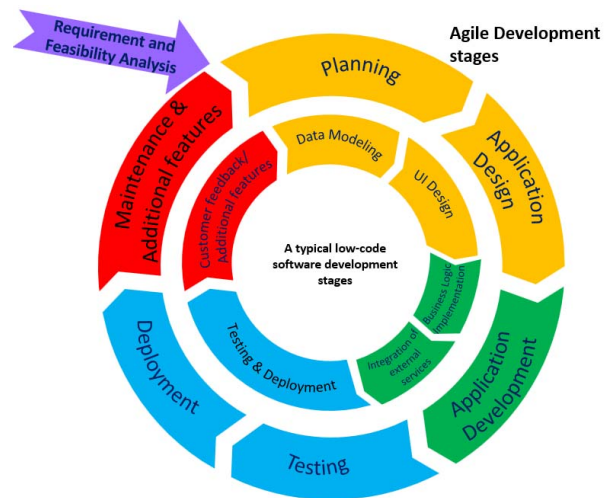 Requirement and
Feasibility Analysis
Agile Development
stages
Planning
Application
Design
Application
Development
Testing
Deployment
Maintenance &
Additional features
Data Modeling
UI Design
Business Logic
Implementation
Integration of
external
services
Testing & Deployment
Customer feedback/
Additional features
A typical low-code
software development
stages